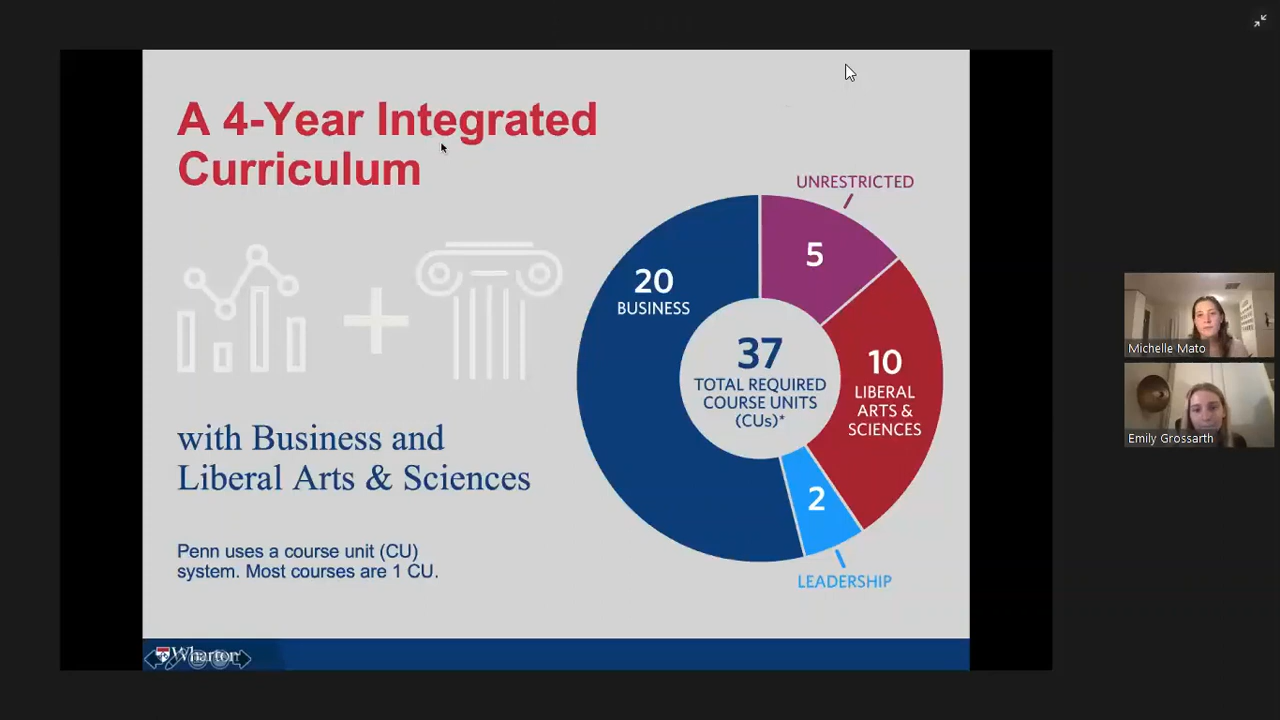 A 4-Year Integrated
Curriculum
with Business and
Liberal Arts & Sciences
Penn uses a course unit (CU)
system. Most courses are 1 CU.
UNRESTRICTED
5
20
BUSINESS
37
TOTAL REQUIRED
COURSE UNITS
(CUs)*
10
LIBERAL
ARTS &
SCIENCES
2
LEADERSHIP
Wharton
Michelle Mato
Emily Grossarth